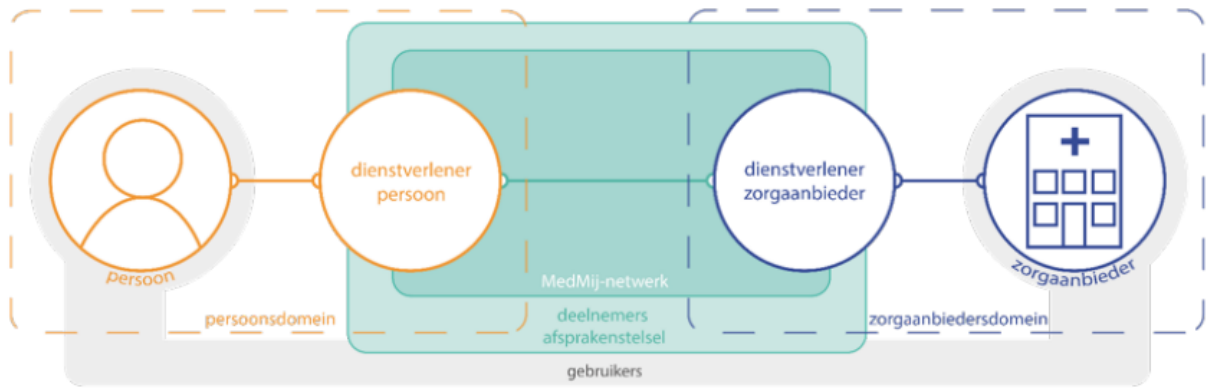 dienstverlener
persoon
dienstverlener
zorgaanbieder
persoon
zorgaanbieder
MedMij-netwerk
persoonsdomein
deelnemers
afsprakenstelsel
zorgaanbiedersdomein
gebruikers